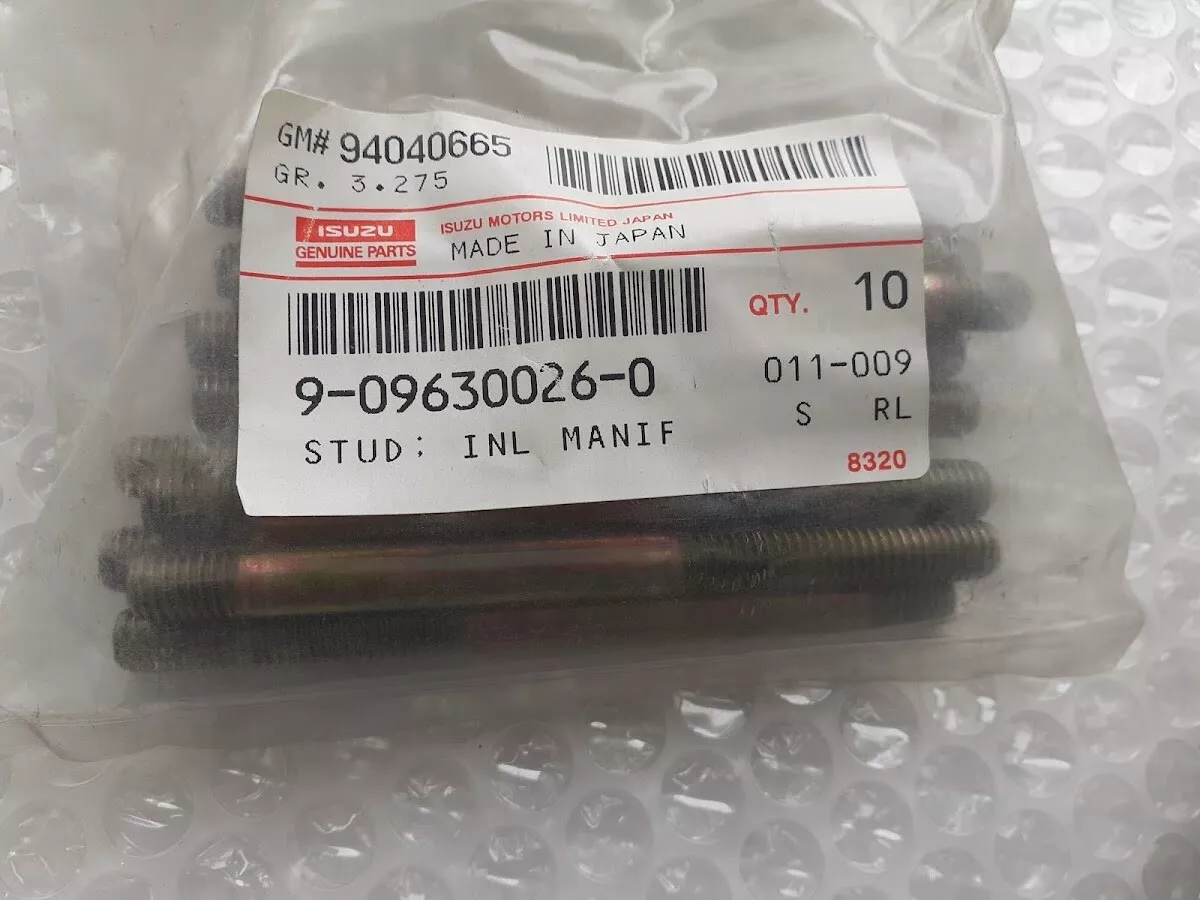 GM# 94040665
GR. 3.275
ISUZU
GENUINE PARTS
ISUZU MOTORS LIMITED JAPAN
MADE IN JAPAN
QTY. 10
9-09630026-0
011-009
STUD: INL MANIF
S RL
8320